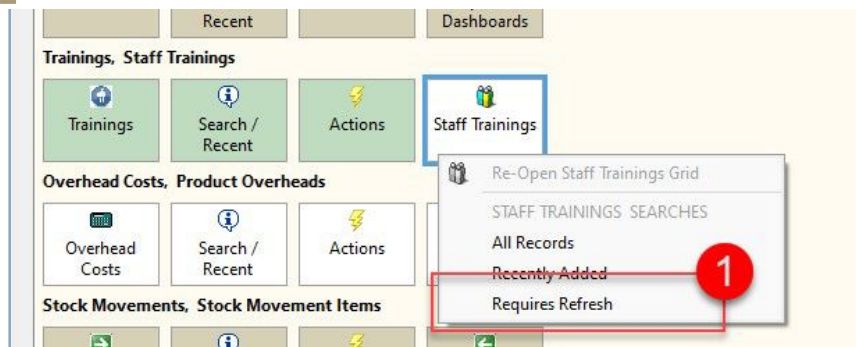 Recent
Dashboards
Trainings, Staff Trainings
Trainings
Search /
Recent
Actions
Staff Trainings
Re-Open Staff Trainings Grid
STAFF TRAININGS SEARCHES
All Records
Recently Added
Requires Refresh
1
Overhead Costs, Product Overheads
Overhead
Costs
Search /
Recent
Actions
Stock Movements, Stock Movement Items